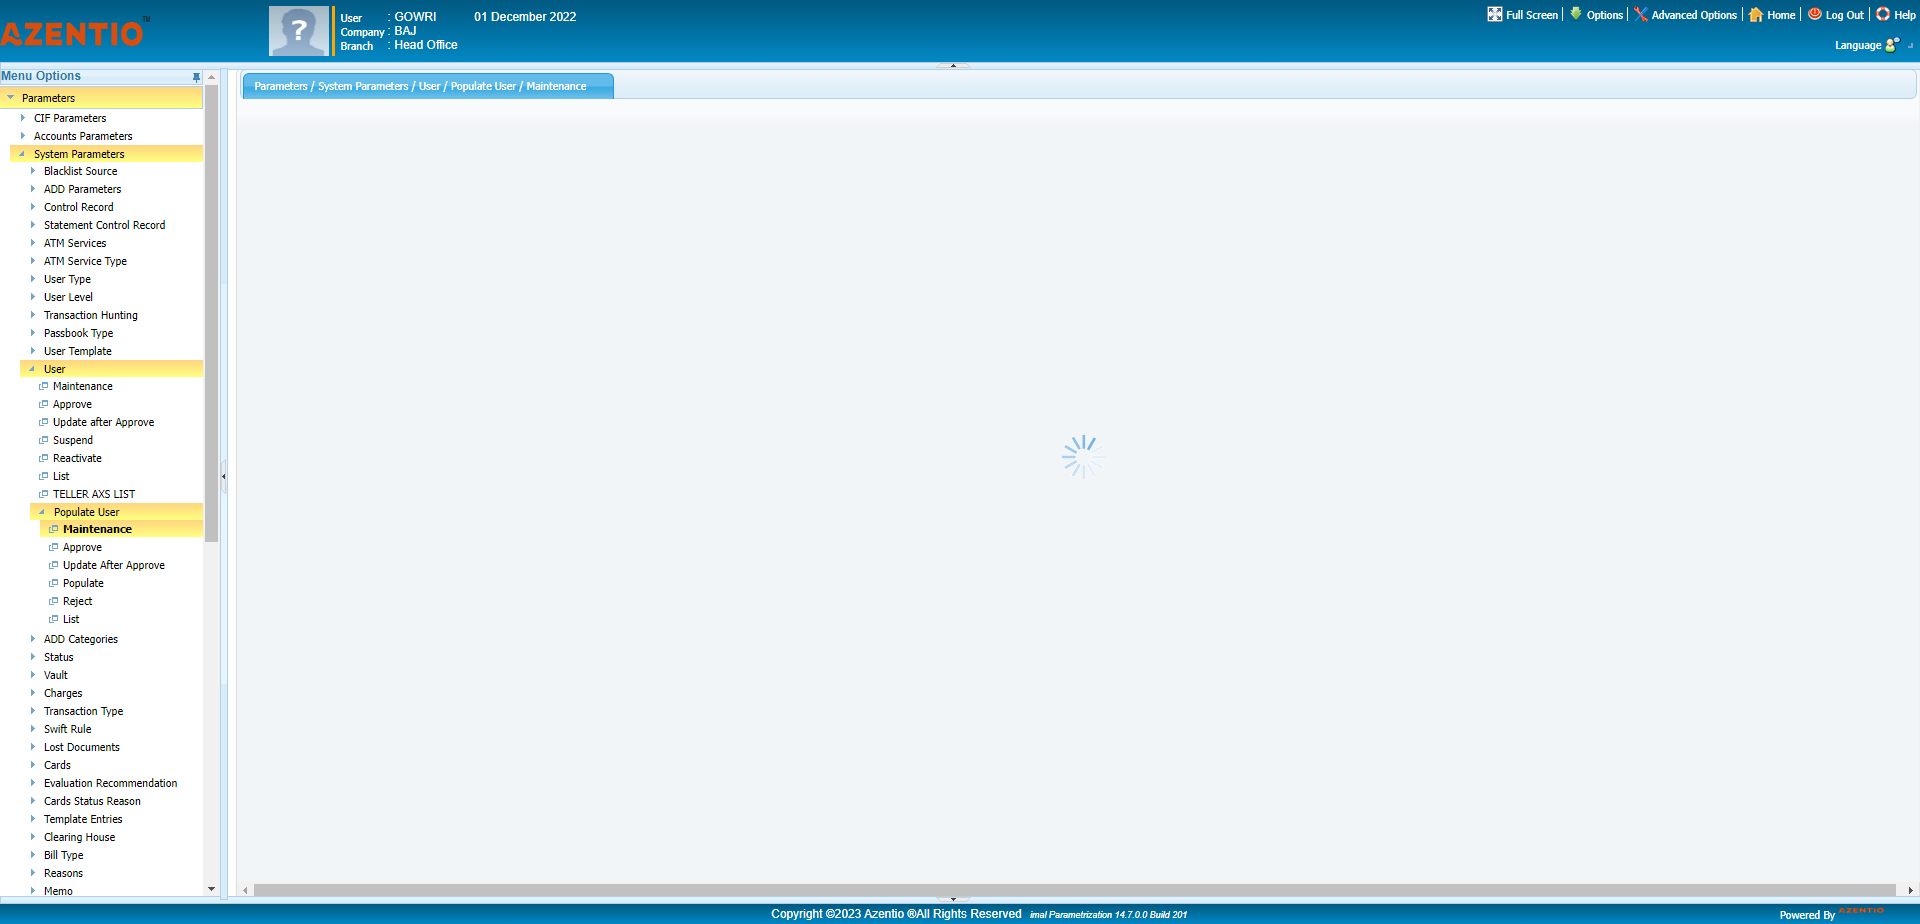 AZENTIO™
User : GOWRI 01 December 2022
Company : BAJ
Branch : Head Office
Full Screen | Options | Advanced Options | Home | Log Out | Help
Language
Menu Options
Parameters / System Parameters / User / Populate User / Maintenance
Parameters
CIF Parameters
Accounts Parameters
System Parameters
Blacklist Source
ADD Parameters
Control Record
Statement Control Record
ATM Services
ATM Service Type
User Type
User Level
Transaction Hunting
Passbook Type
User Template
User
Maintenance
Approve
Update after Approve
Suspend
Reactivate
List
TELLER AXS LIST
Populate User
Maintenance
Approve
Update After Approve
Populate
Reject
List
ADD Categories
Status
Vault
Charges
Transaction Type
Swift Rule
Lost Documents
Cards
Evaluation Recommendation
Cards Status Reason
Template Entries
Clearing House
Bill Type
Reasons
Memo
Copyright ©2023 Azentio ®All Rights Reserved imal Parametrization 14.7.0.0 Build 201
Powered By AZENTIO